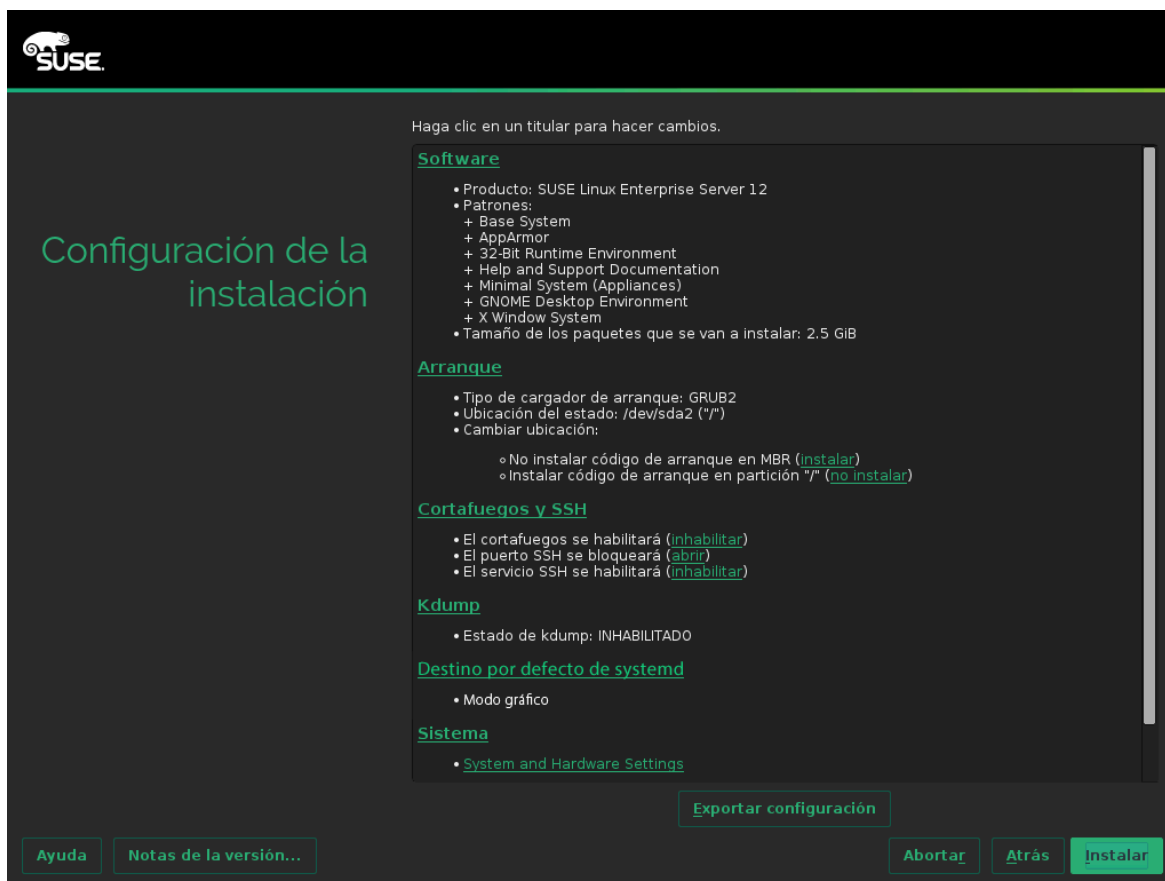 SUSE.
Haga clic en un titular para hacer cambios.
Configuración de la
instalación
Software
• Producto: SUSE Linux Enterprise Server 12
• Patrones:
+ Base System
+ AppArmor
+ 32-Bit Runtime Environment
+ Help and Support Documentation
+ Minimal System (Appliances)
+ GNOME Desktop Environment
+ X Window System
• Tamaño de los paquetes que se van a instalar: 2.5 GiB
Arranque
• Tipo de cargador de arranque: GRUB2
• Ubicación del estado: /dev/sda2 ("/")
• Cambiar ubicación:
◦ No instalar código de arranque en MBR (instalar)
◦ Instalar código de arranque en partición "/" (no instalar)
Cortafuegos y SSH
• El cortafuegos se habilitará (inhabilitar)
• El puerto SSH se bloqueará (abrir)
• El servicio SSH se habilitará (inhabilitar)
Kdump
• Estado de kdump: INHABILITADO
Destino por defecto de systemd
• Modo gráfico
Sistema
• System and Hardware Settings
Exportar configuración
Ayuda Notas de la versión... Abortar Atrás Instalar